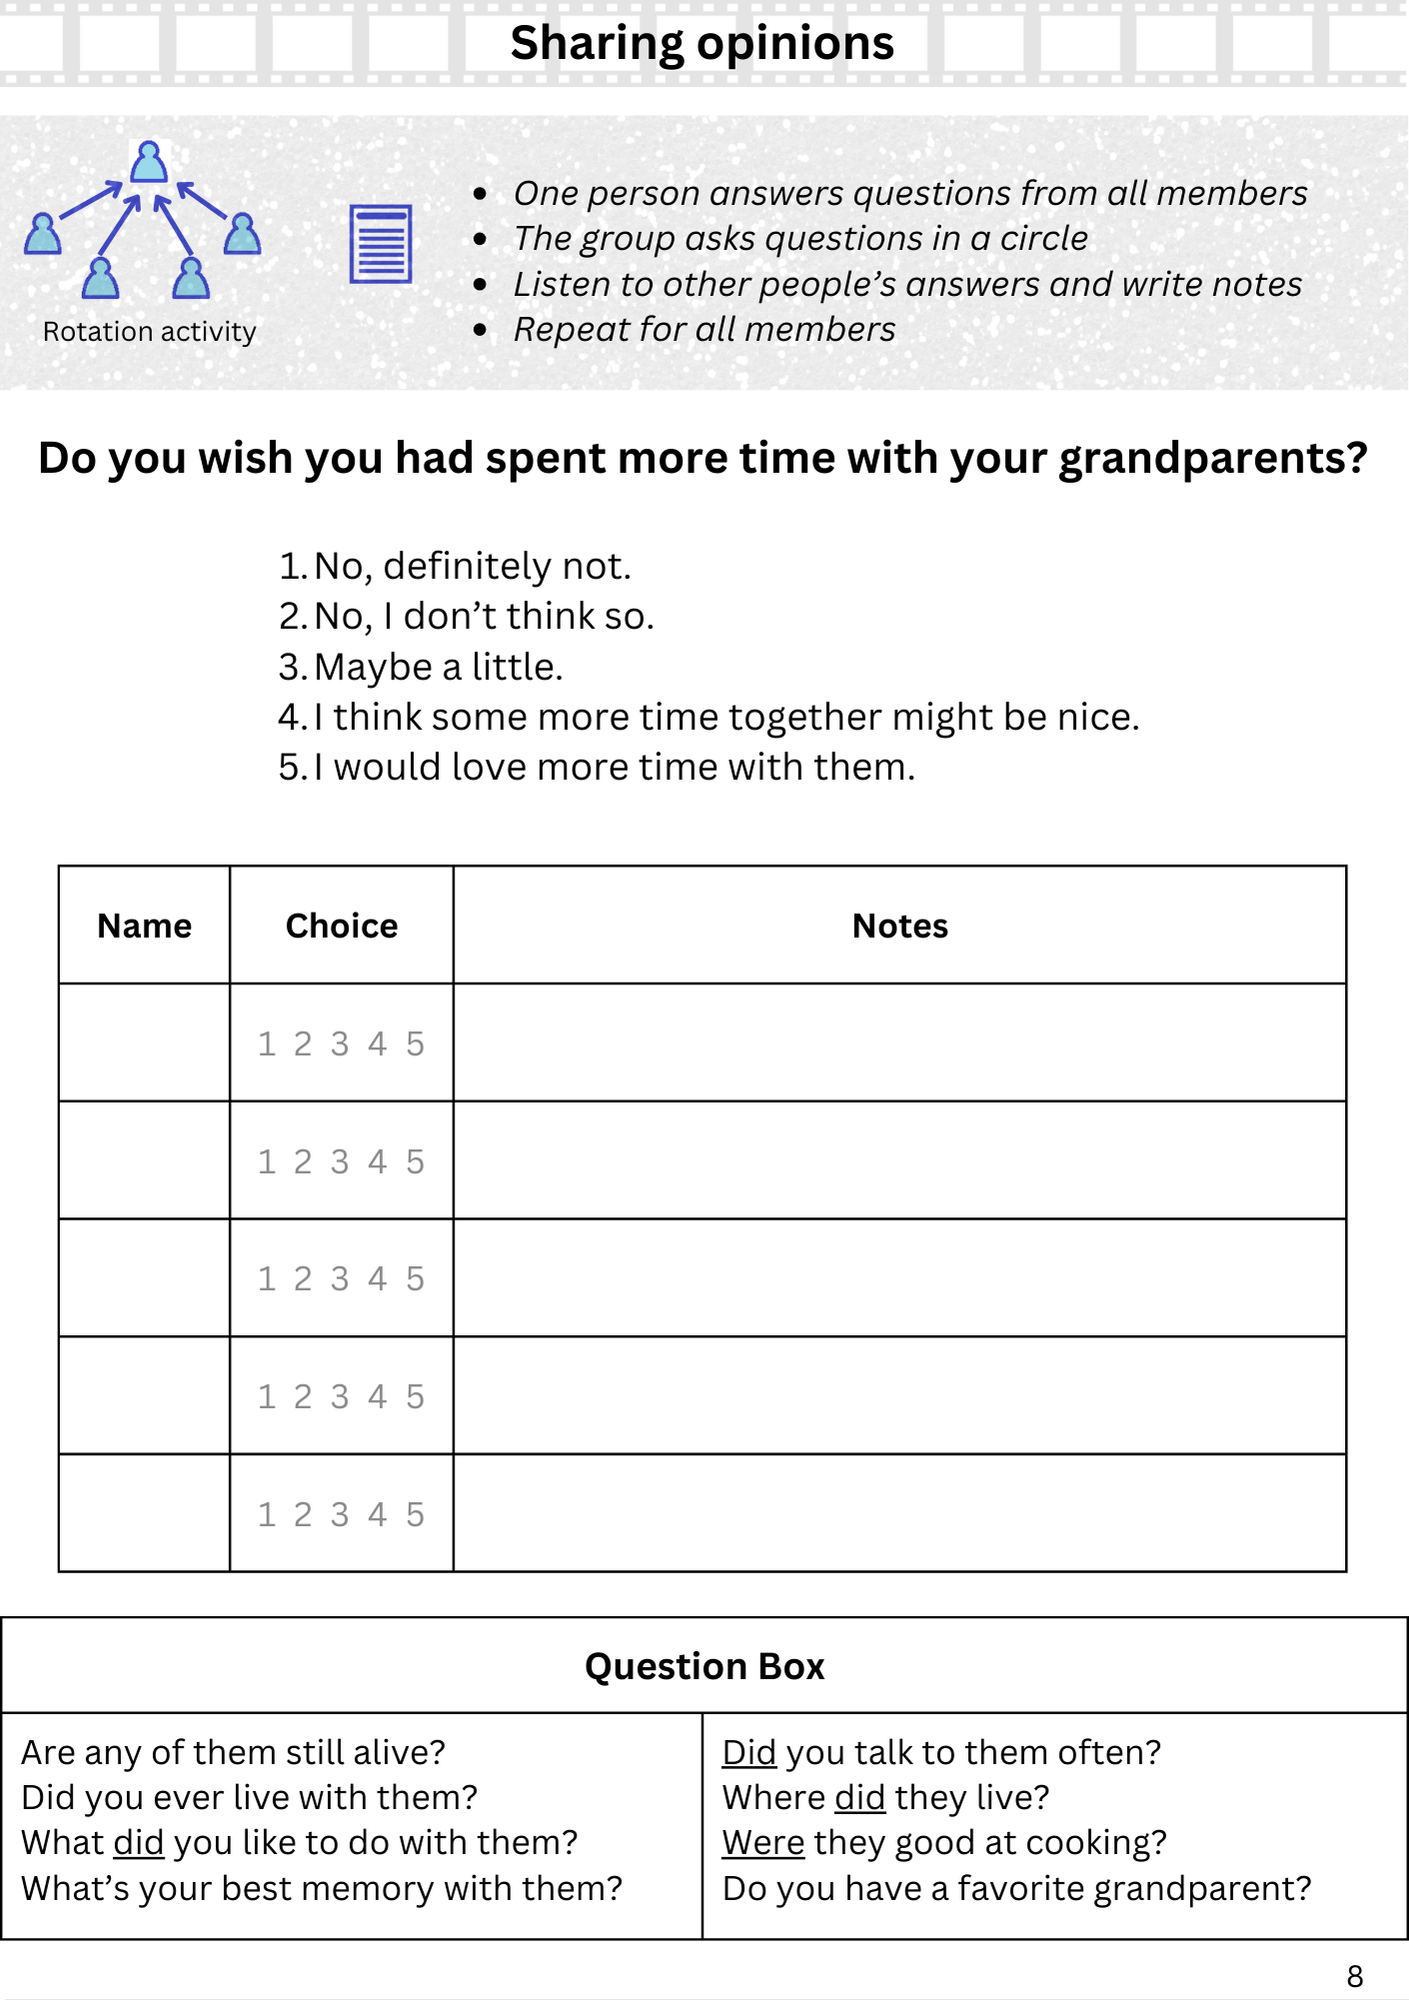 Sharing opinions
• One person answers questions from all members
• The group asks questions in a circle
• Listen to other people’s answers and write notes
• Repeat for all members
Rotation activity
Do you wish you had spent more time with your grandparents?
1. No, definitely not.
2. No, I don’t think so.
3. Maybe a little.
4. I think some more time together might be nice.
5. I would love more time with them.
Name Choice Notes
1 2 3 4 5
1 2 3 4 5
1 2 3 4 5
1 2 3 4 5
1 2 3 4 5
Question Box
Are any of them still alive?
Did you ever live with them?
What did you like to do with them?
What’s your best memory with them?
Did you talk to them often?
Where did they live?
Were they good at cooking?
Do you have a favorite grandparent?
8